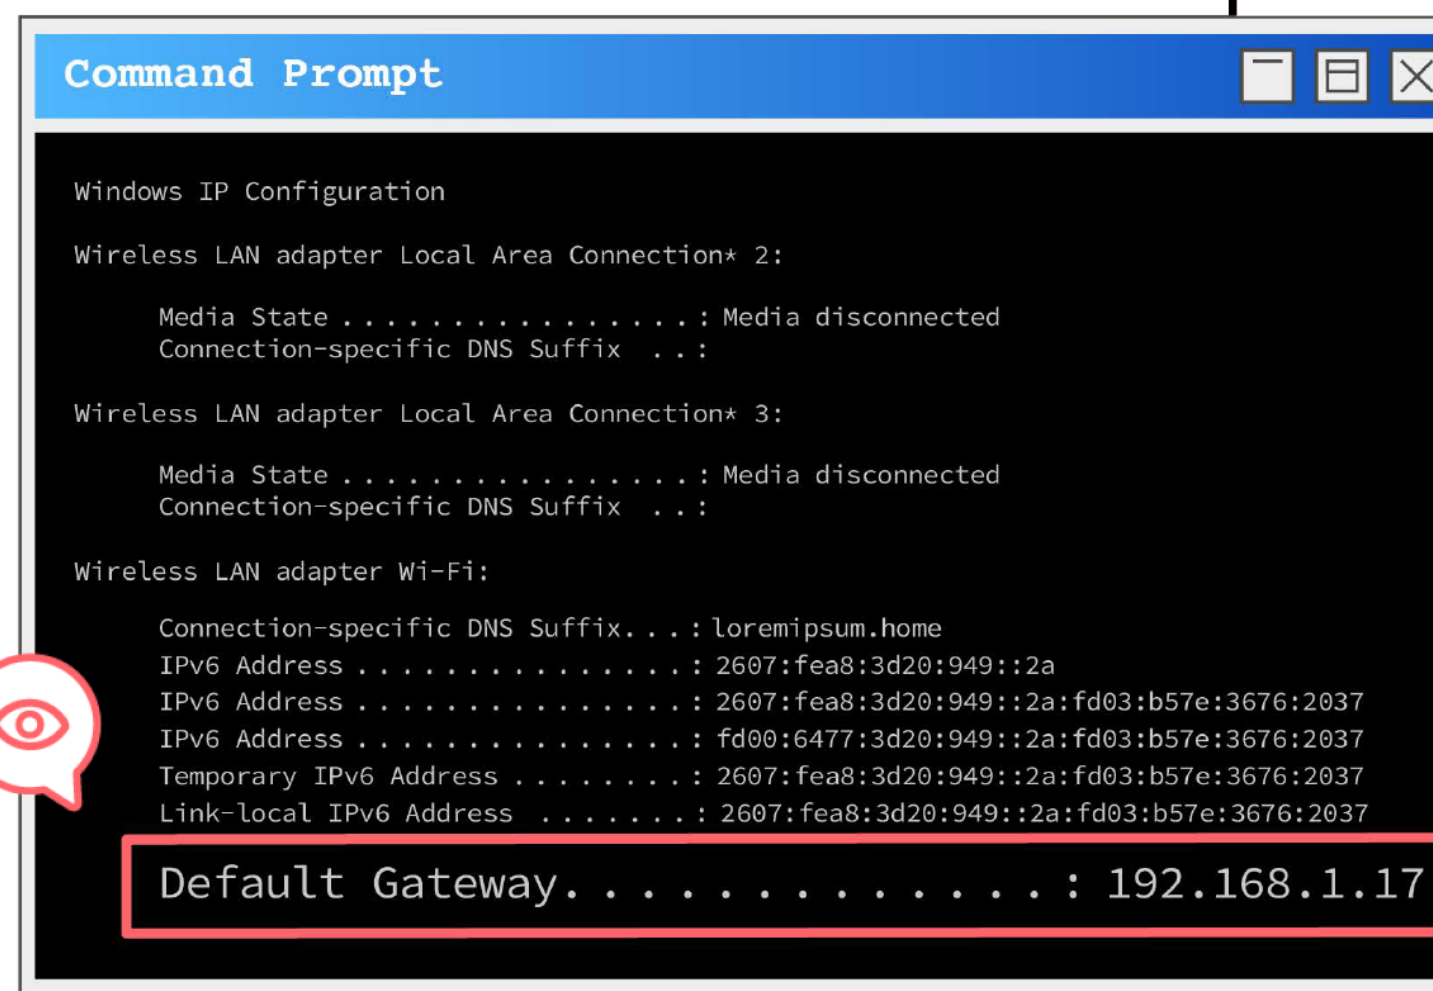 Command Prompt
Windows IP Configuration
Wireless LAN adapter Local Area Connection* 2:
Media State . . . . . . . . . . . . . . . . : Media disconnected
Connection-specific DNS Suffix . . :
Wireless LAN adapter Local Area Connection* 3:
Media State . . . . . . . . . . . . . . . . : Media disconnected
Connection-specific DNS Suffix . . :
Wireless LAN adapter Wi-Fi:
Connection-specific DNS Suffix. . . : loremipsum.home
IPv6 Address . . . . . . . . . . . . . . . : 2607:fea8:3d20:949::2a
IPv6 Address . . . . . . . . . . . . . . . : 2607:fea8:3d20:949::2a:fd03:b57e:3676:2037
IPv6 Address . . . . . . . . . . . . . . . : fd00:6477:3d20:949::2a:fd03:b57e:3676:2037
Temporary IPv6 Address . . . . . . . . : 2607:fea8:3d20:949::2a:fd03:b57e:3676:2037
Link-local IPv6 Address . . . . . . . : 2607:fea8:3d20:949::2a:fd03:b57e:3676:2037
Default Gateway. . . . . . . . . . . . . : 192.168.1.17